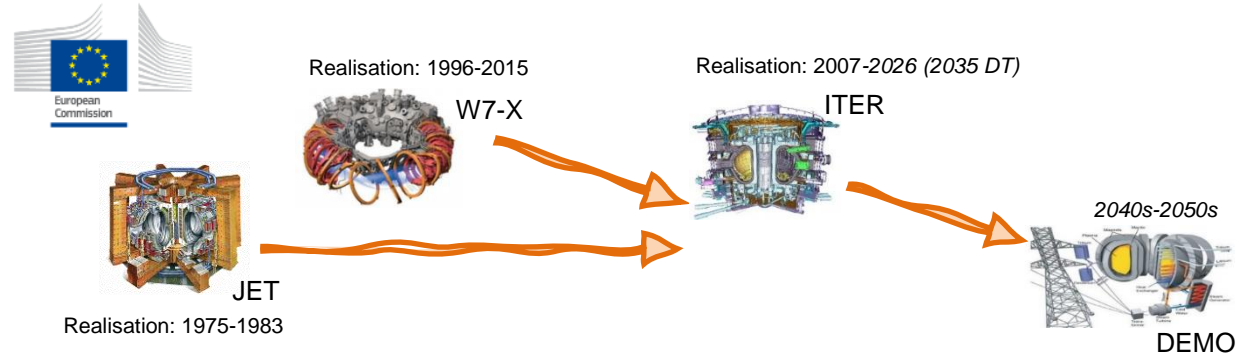 European
Commission
Realisation: 1996-2015
W7-X
Realisation: 2007-2026 (2035 DT)
ITER
JET
Realisation: 1975-1983
2040s-2050s
Plasma
DEMO